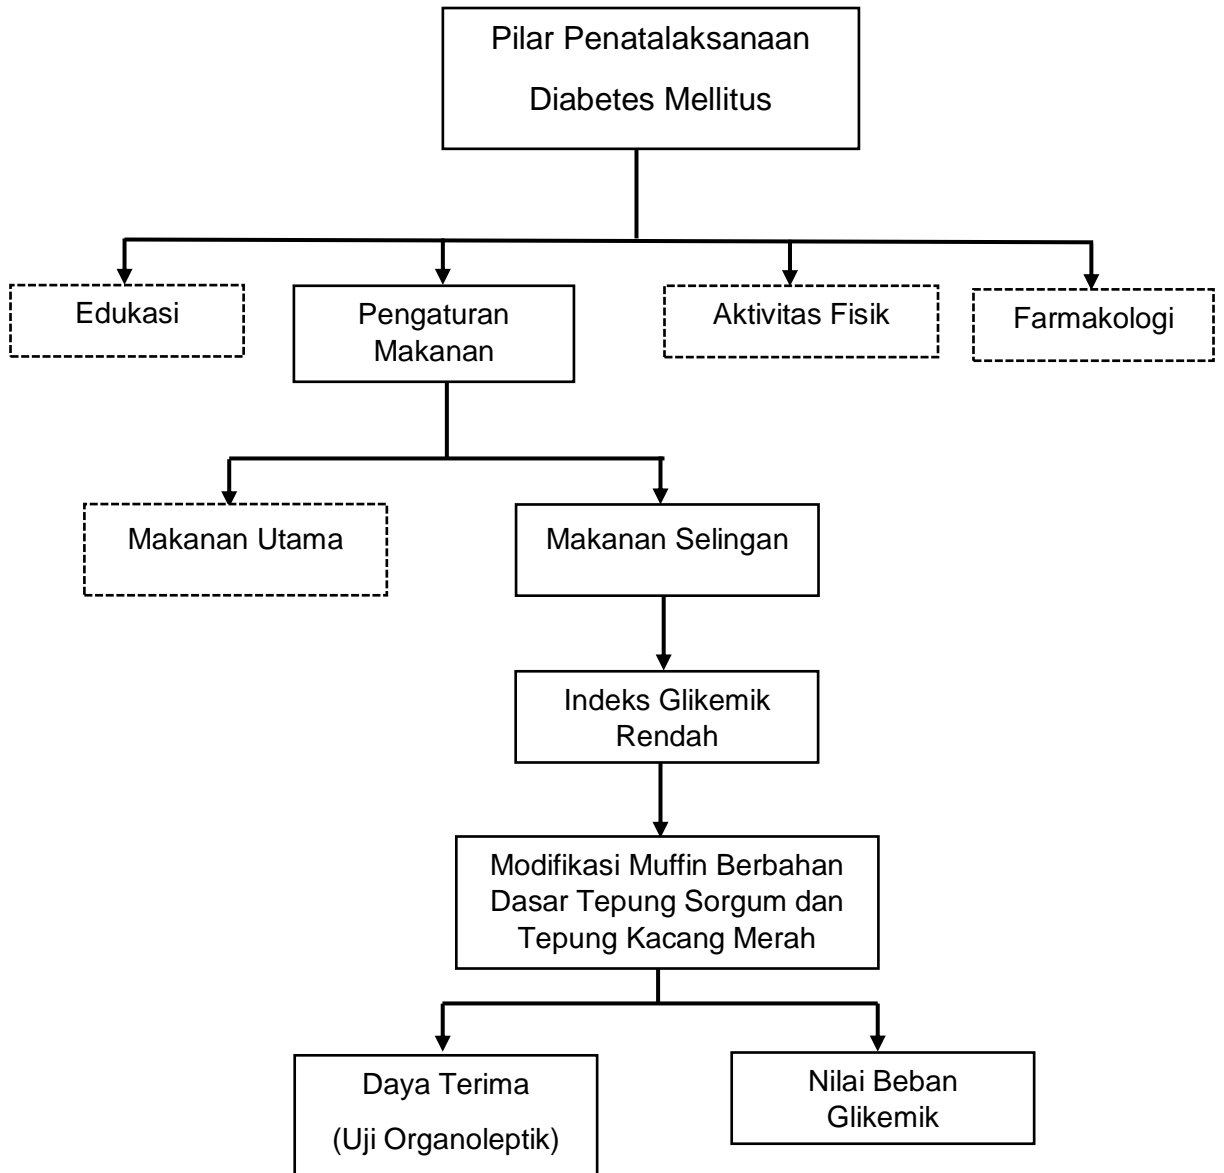 Pilar Penatalaksanaan
Diabetes Mellitus
Edukasi
Pengaturan
Makanan
Aktivitas Fisik
Farmakologi
Makanan Utama
Makanan Selingan
Indeks Glikemik
Rendah
Modifikasi Muffin Berbahan
Dasar Tepung Sorgum dan
Tepung Kacang Merah
Daya Terima
(Uji Organoleptik)
Nilai Beban
Glikemik